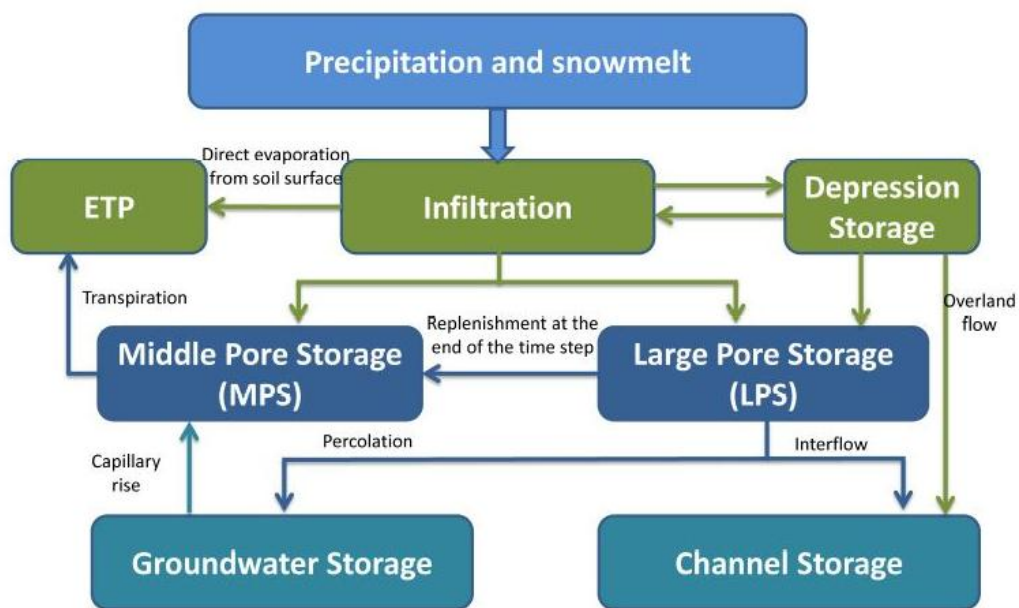 Precipitation and snowmelt
Direct evaporation
from soil surface
ETP
Infiltration
Depression
Storage
Transpiration
Replenishment at the
end of the time step
Overland
flow
Middle Pore Storage
(MPS)
Large Pore Storage
(LPS)
Percolation
Interflow
Capillary
rise
Groundwater Storage
Channel Storage